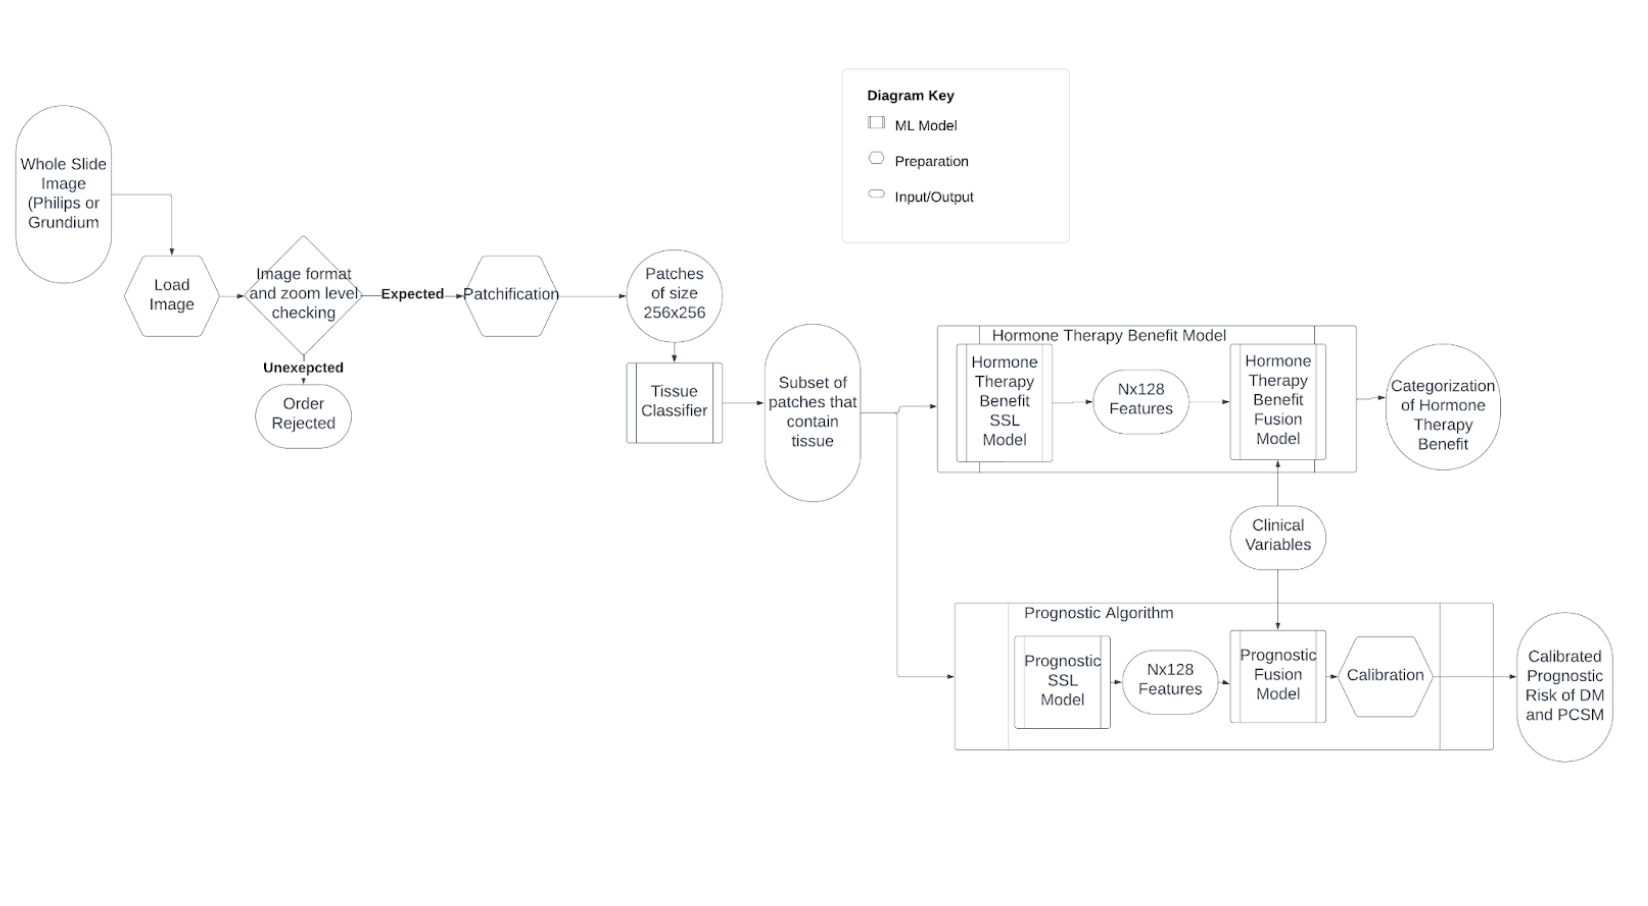 Diagram Key
ML Model
Preparation
Input/Output
Whole Slide
Image
(Philips or
Grundium
Load
Image
Image format
and zoom level
checking
Expected
Unexepcted
Order
Rejected
Patchification
Patches
of size
256x256
Tissue
Classifier
Subset of
patches that
contain
tissue
Hormone Therapy Benefit Model
Hormone
Therapy
Benefit
SSL
Model
Nx128
Features
Hormone
Therapy
Benefit
Fusion
Model
Categorization
of Hormone
Therapy
Benefit
Clinical
Variables
Prognostic Algorithm
Prognostic
SSL
Model
Nx128
Features
Prognostic
Fusion
Model
Calibration
Calibrated
Prognostic
Risk of DM
and PCSM